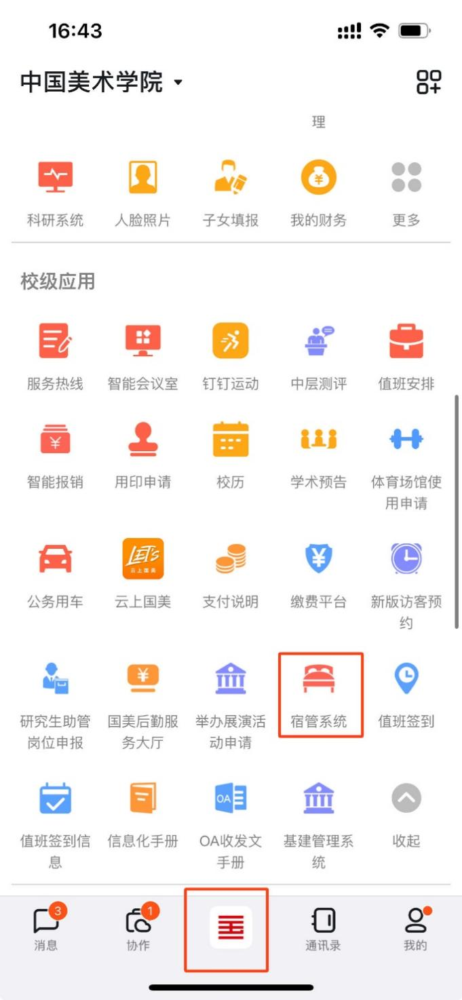 16:43
中国美术学院
理
科研系统 人脸照片 子女填报 我的财务 更多
校级应用
服务热线 智能会议室 钉钉运动 中层测评 值班安排
智能报销 用印申请 校历 学术预告 体育场馆使
用申请
LET's
云上国美
公务用车 云上国美 支付说明 缴费平台 新版访客预
约
研究生助管 国美后勤服 举办展演活 宿管系统 值班签到
岗位申报 务大厅 动申请
OA
值班签到信 信息化手册 OA收发文 基建管理系 收起
息 手册 统
3 1
消息 协作 通讯录 我的